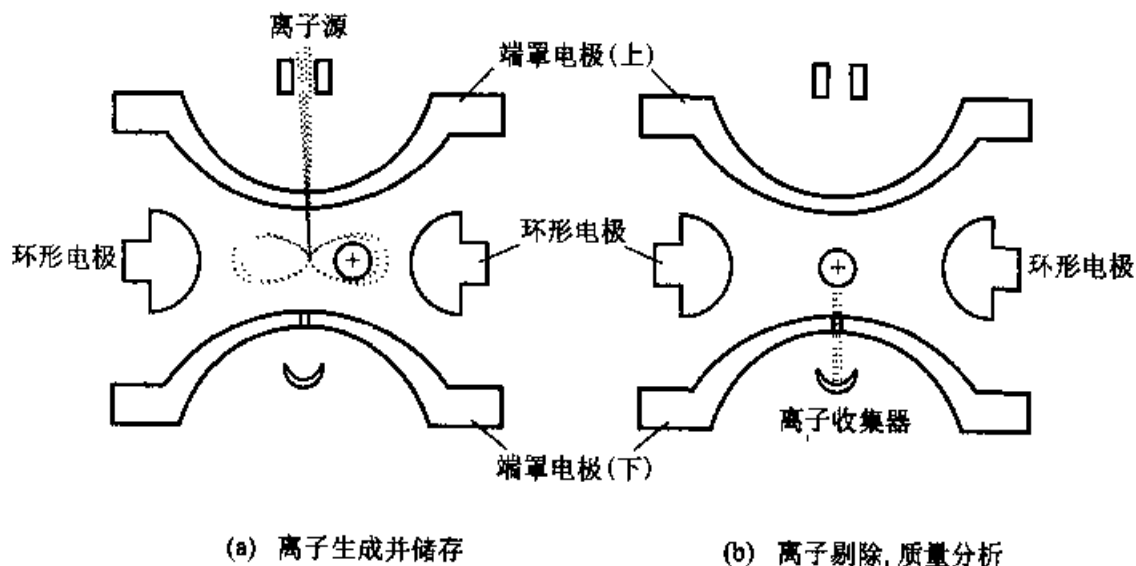 离子源
端罩电极(上)
环形电极
环形电极
环形电极
离子收集器
端罩电极(下)
(a) 离子生成并储存
(b) 离子剔除,质量分析